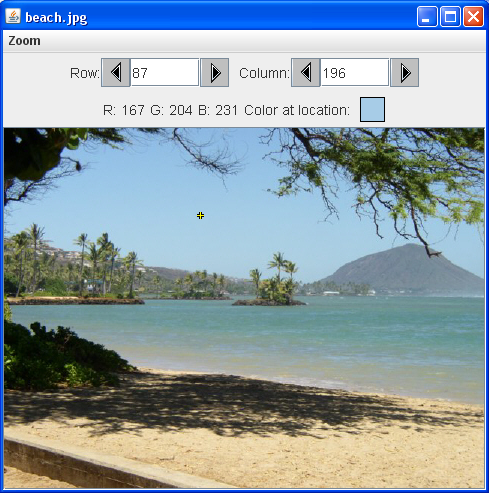 beach.jpg
Zoom
Row: 87 Column: 196
R: 167 G: 204 B: 231 Color at location: